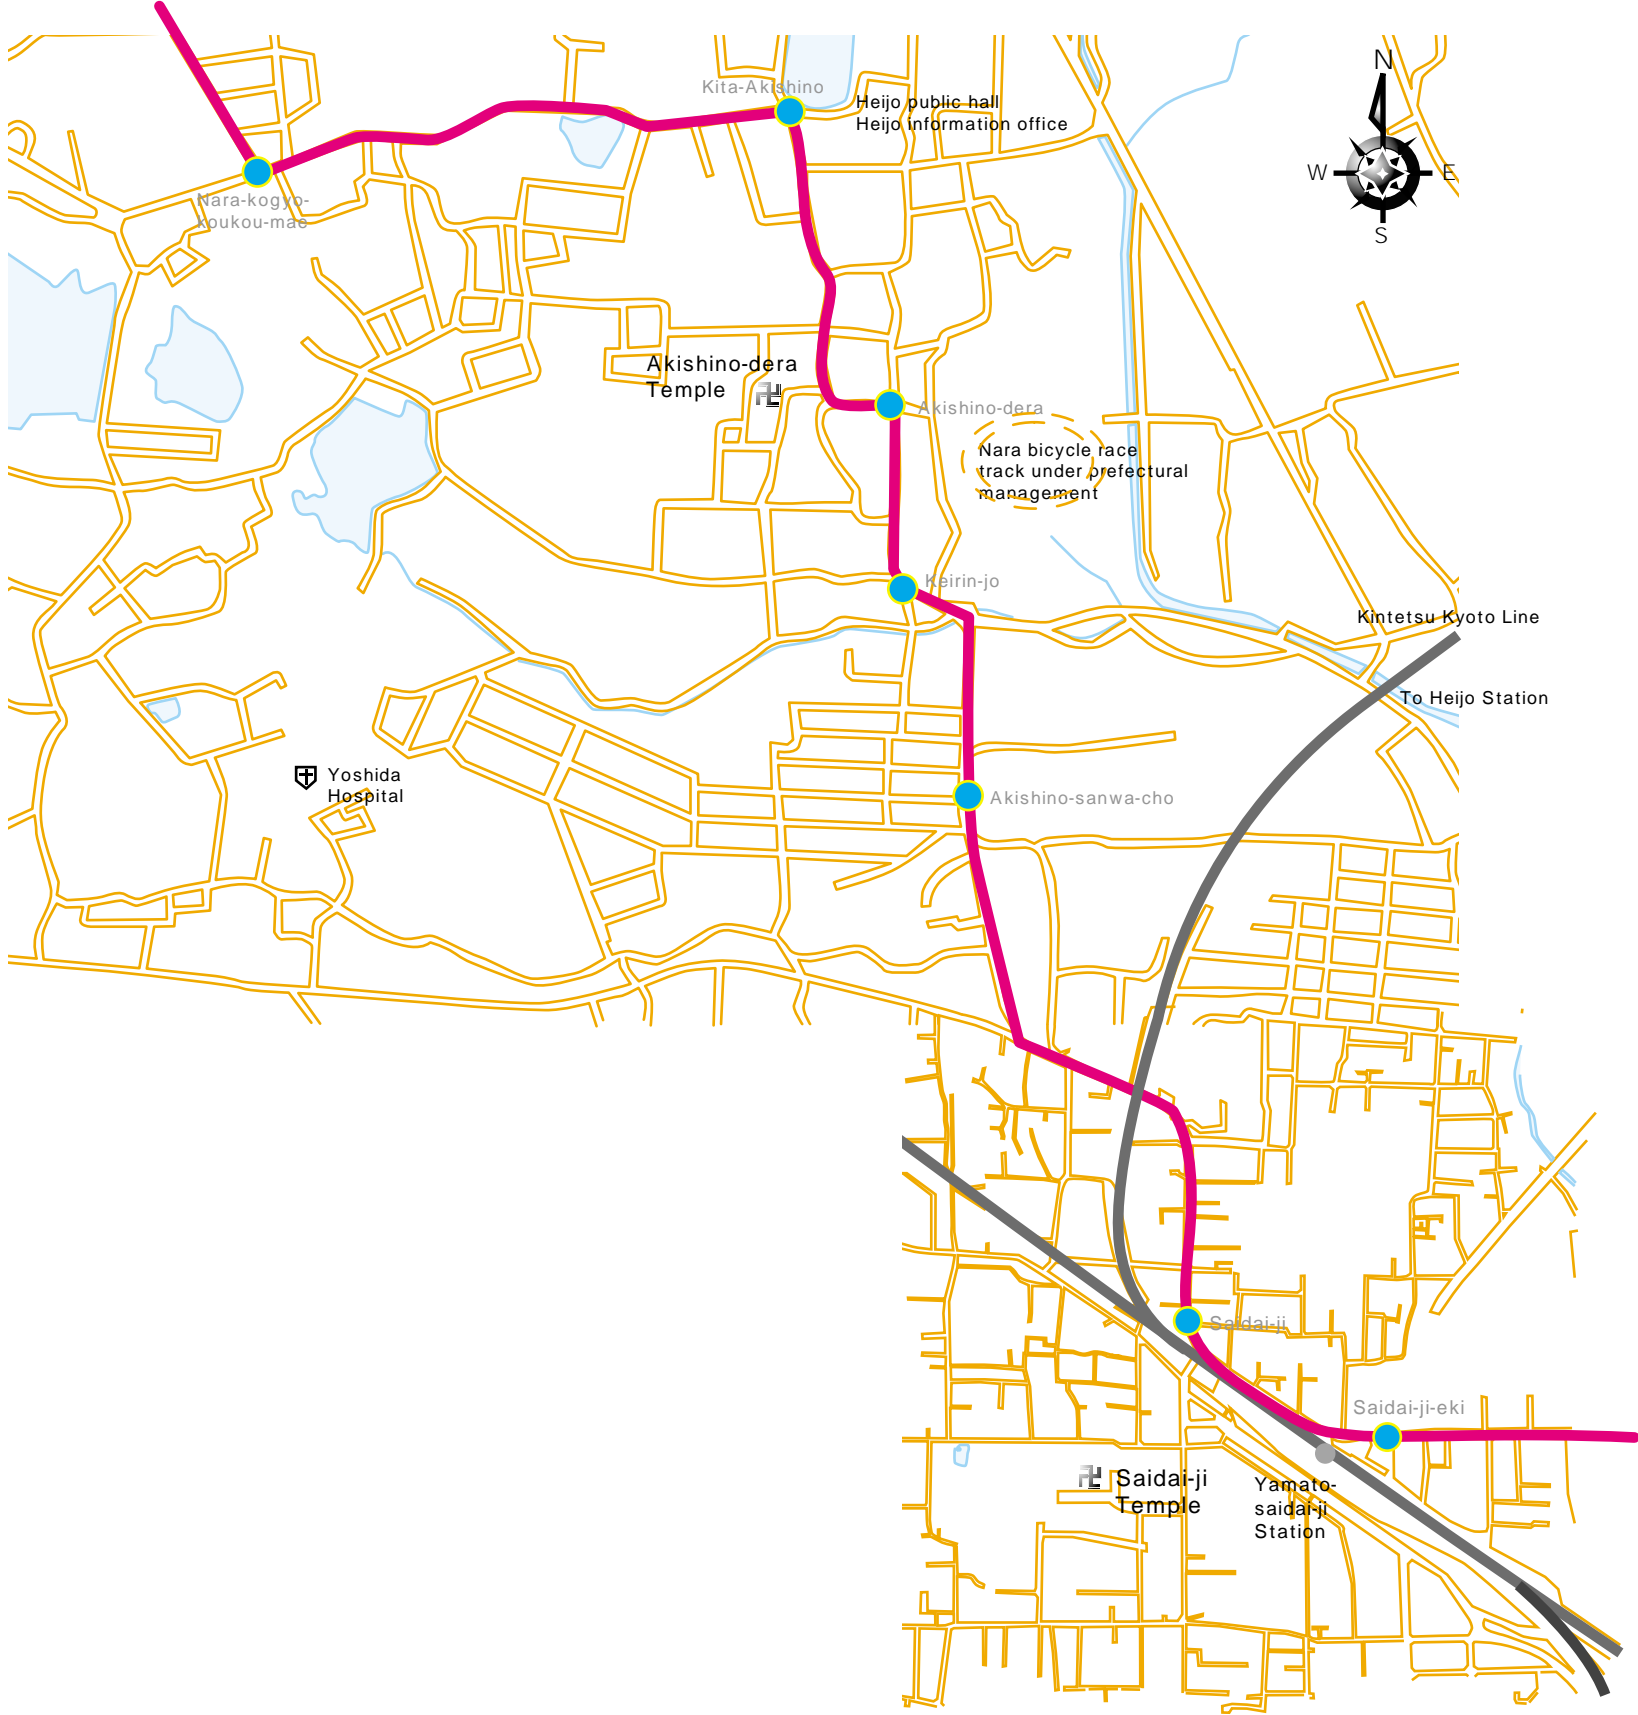 N
Kita-Akishino
Heijo public hall
Heijo information office
W
E
Nara-kogyo-
koukou-mae
S
Akishino-dera
Temple
Akishino-dera
Nara bicycle race
track under prefectural
management
Keirin-jo
Kintetsu Kyoto Line
To Heijo Station
Yoshida
Hospital
Akishino-sanwa-cho
Saidai-ji
Saidai-ji-eki
Saidai-ji
Temple
Yamato-
saidai-ji
Station